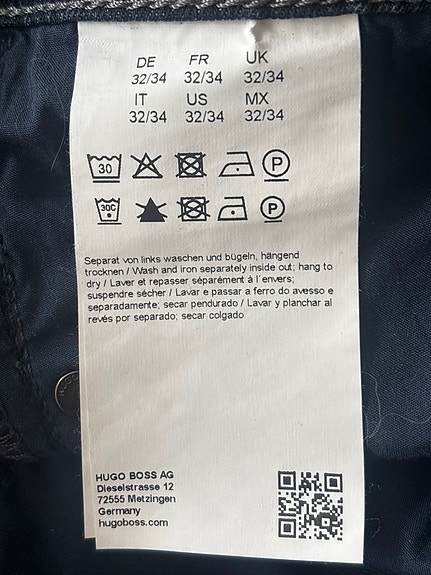 DE FR UK
32/34 32/34 32/34
IT US MX
32/34 32/34 32/34
30 P
30C P
Separat von links waschen und bügeln, hängend
trocknen / Wash and iron separately inside out; hang to
dry / Laver et repasser séparément à l'envers;
suspendre sécher / Lavar e passar a ferro do avesso e
separadamente; secar pendurado / Lavar y planchar al
revés por separado; secar colgado
HUGO BOSS AG
Dieselstrasse 12
72555 Metzingen
Germany
hugoboss.com